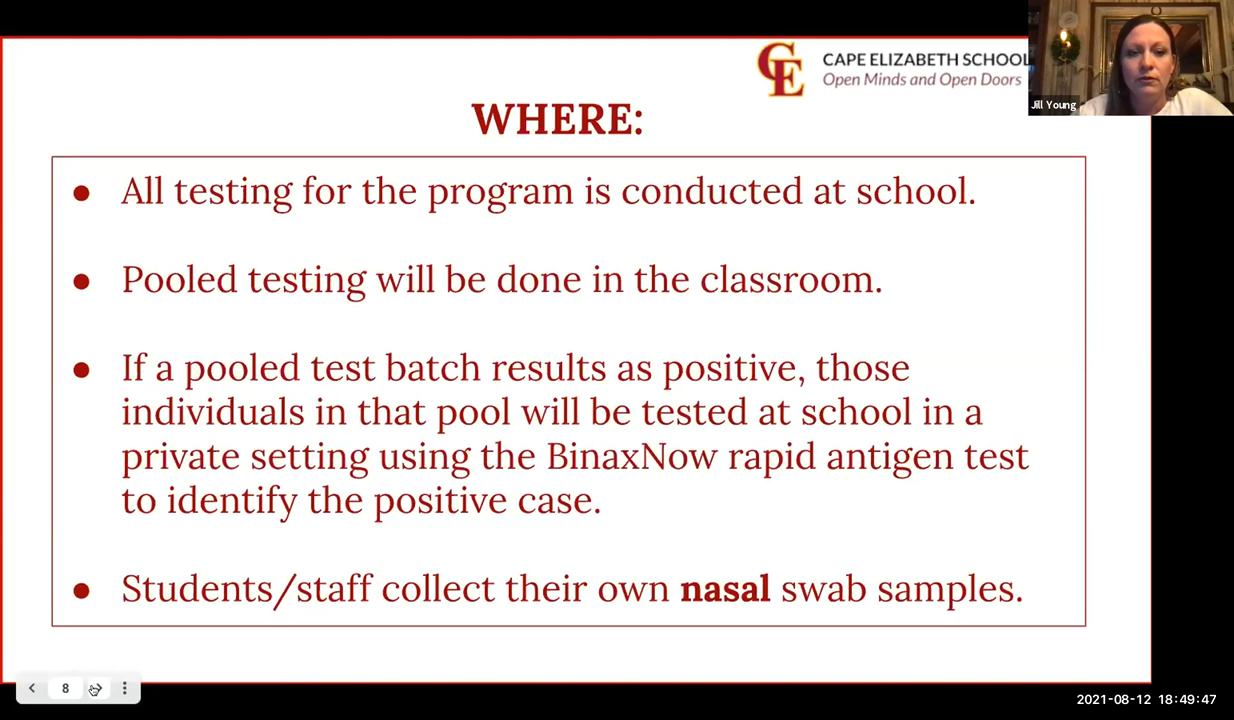 CAPE ELIZABETH SCHOOL
Open Minds and Open Doors
Jill Young
WHERE:
● All testing for the program is conducted at school.
● Pooled testing will be done in the classroom.
● If a pooled test batch results as positive, those
individuals in that pool will be tested at school in a
private setting using the BinaxNow rapid antigen test
to identify the positive case.
● Students/staff collect their own nasal swab samples.
8
2021-08-12 18:49:47